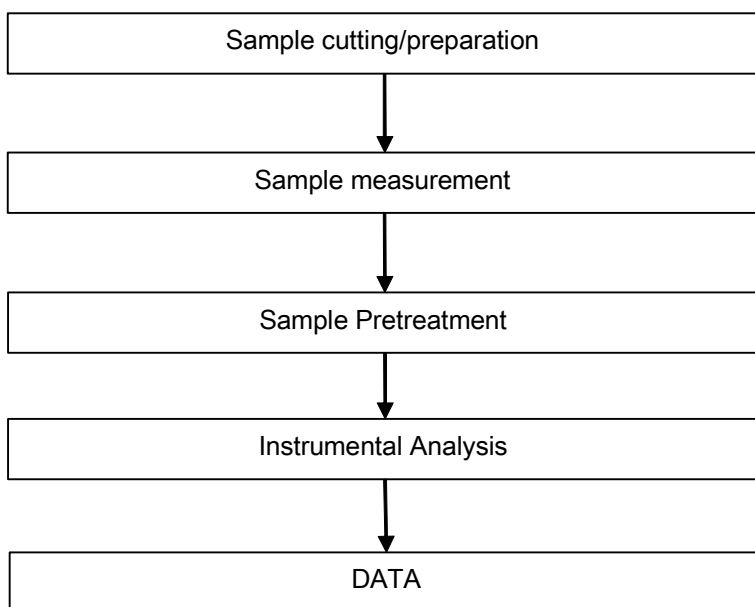 Sample cutting/preparation
Sample measurement
Sample Pretreatment
Instrumental Analysis
DATA